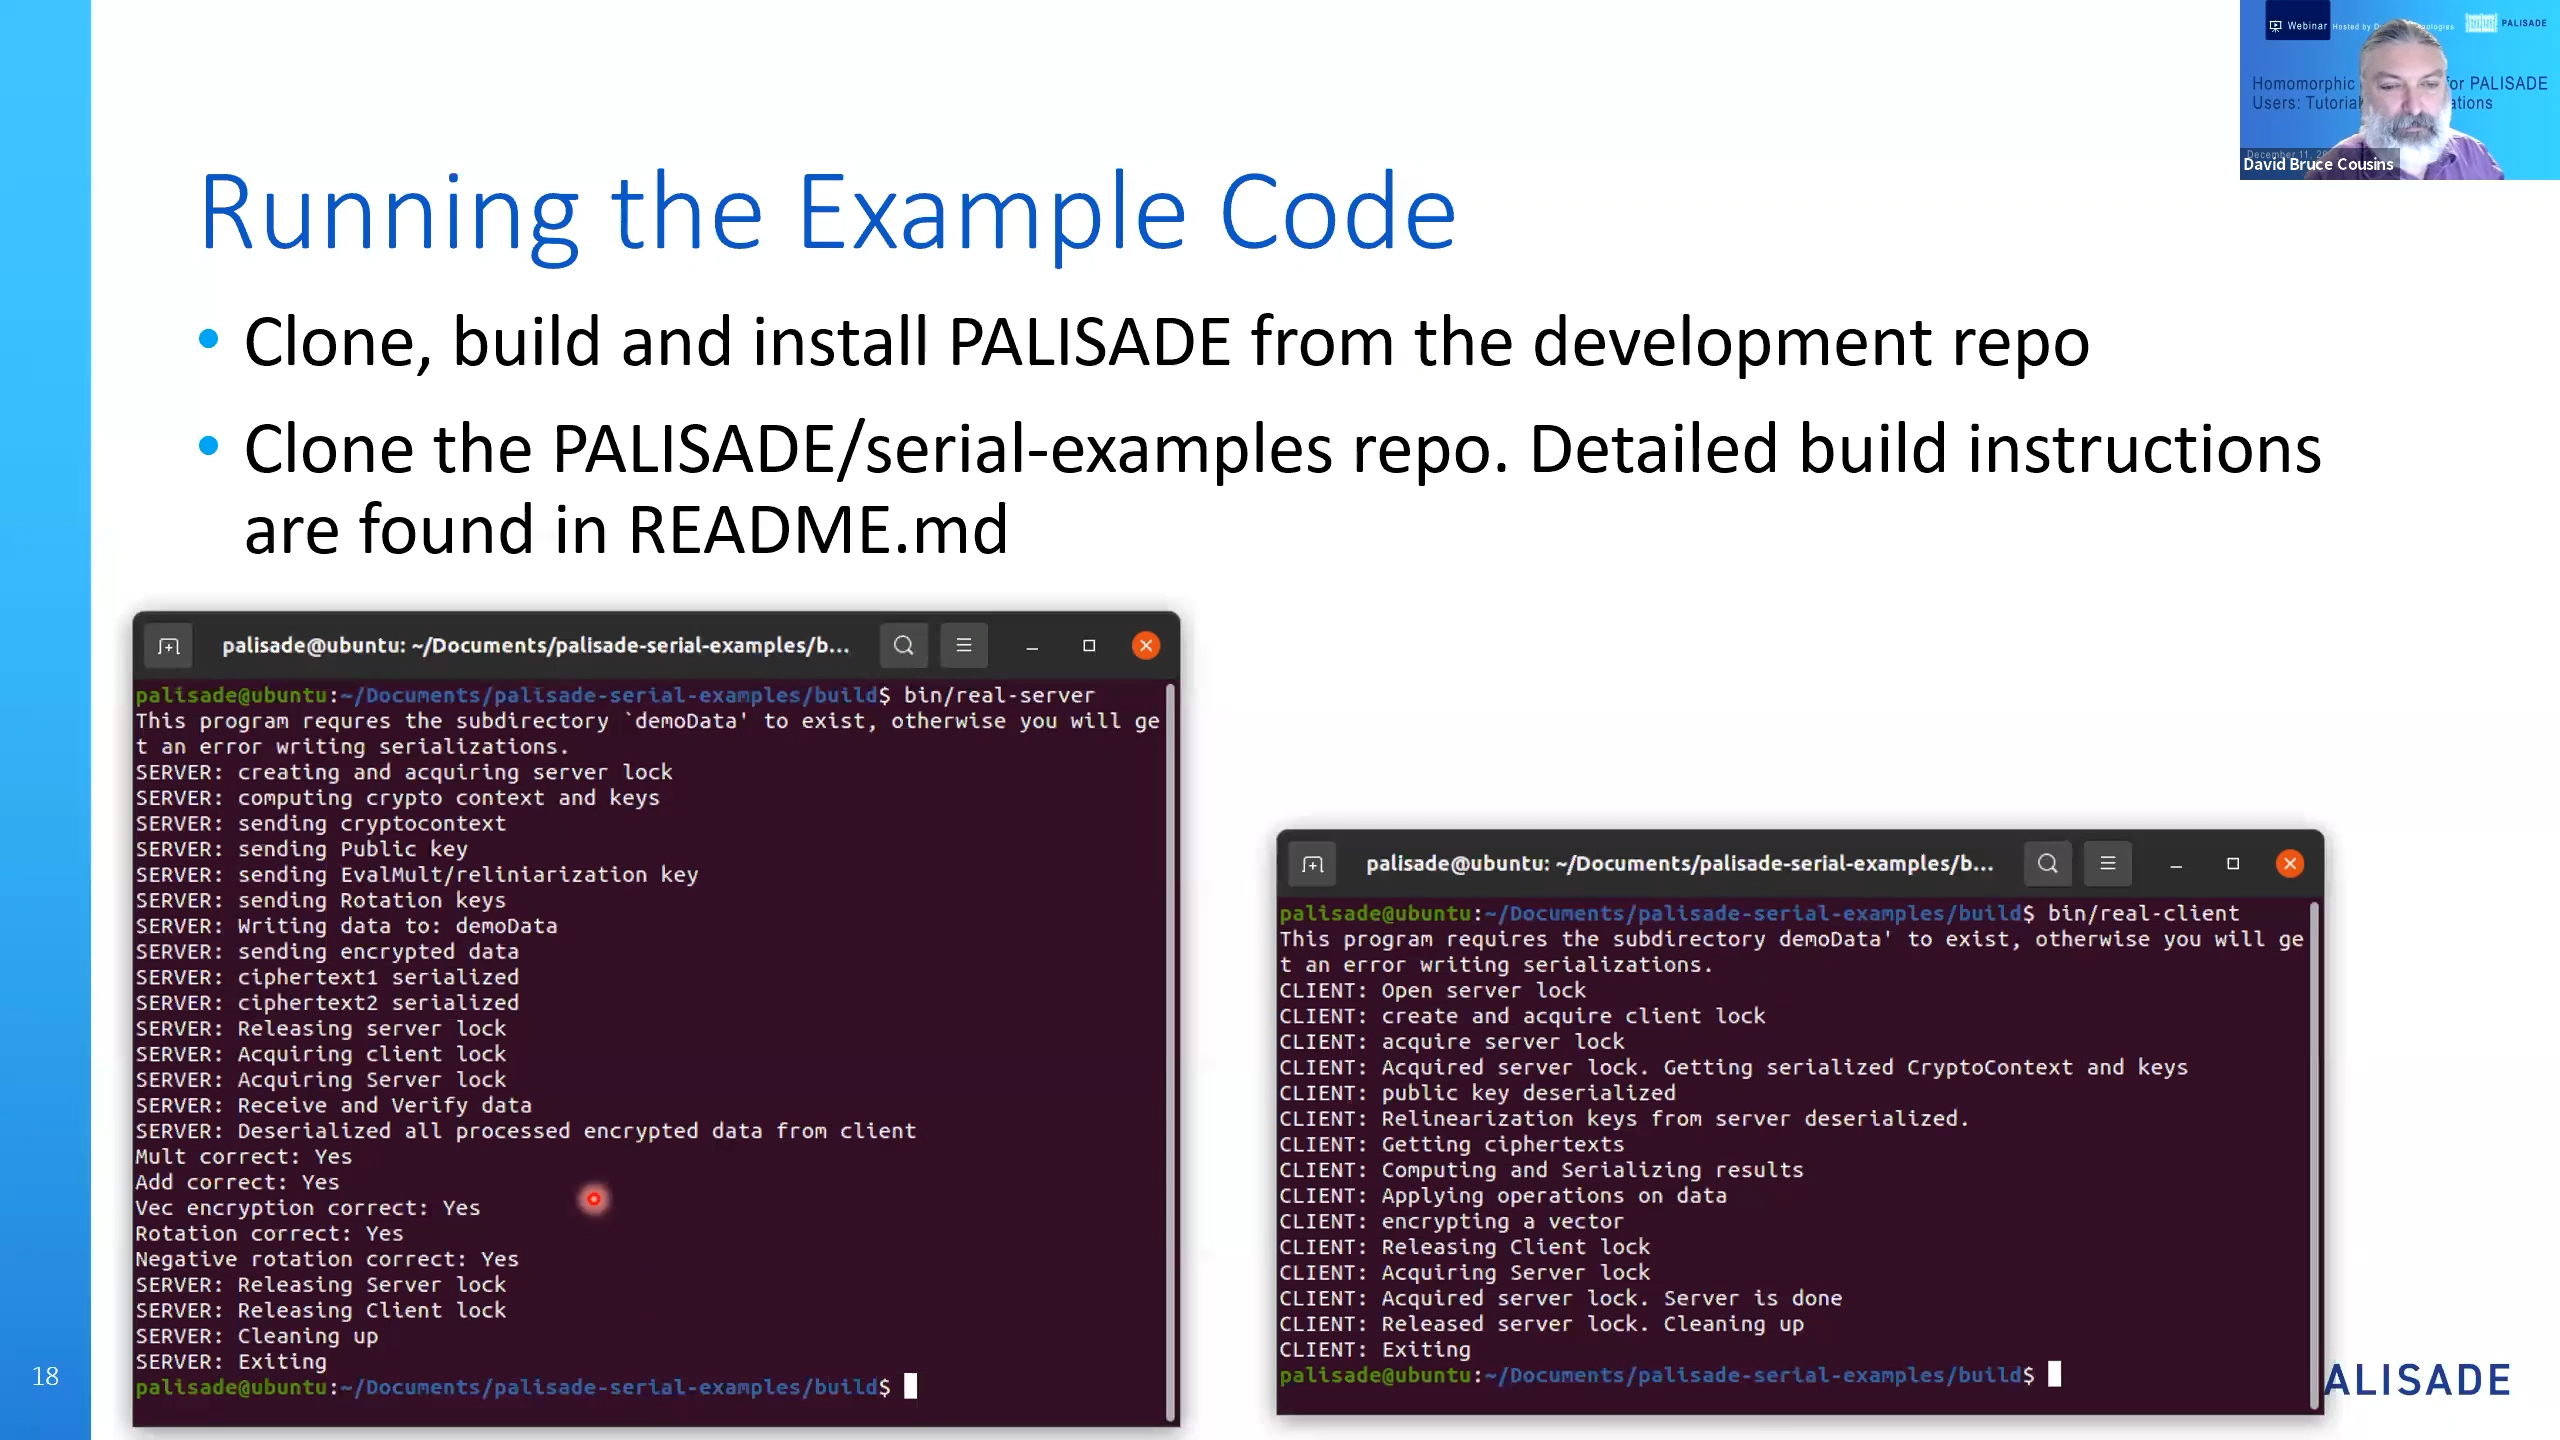 Webinar Hosted by
PALISADE
Homomorphic for PALISADE
Users: Tutorial
December 11,
David Bruce Cousins
Running the Example Code
• Clone, build and install PALISADE from the development repo
• Clone the PALISADE/serial-examples repo. Detailed build instructions
are found in README.md
palisade@ubuntu: ~/Documents/palisade-serial-examples/b...
palisade@ubuntu:~/Documents/palisade-serial-examples/build$ bin/real-server
This program requres the subdirectory `demoData' to exist, otherwise you will ge
t an error writing serializations.
SERVER: creating and acquiring server lock
SERVER: computing crypto context and keys
SERVER: sending cryptocontext
SERVER: sending Public key
SERVER: sending EvalMult/reliniarization key
SERVER: sending Rotation keys
SERVER: Writing data to: demoData
SERVER: sending encrypted data
SERVER: ciphertext1 serialized
SERVER: ciphertext2 serialized
SERVER: Releasing server lock
SERVER: Acquiring client lock
SERVER: Acquiring Server lock
SERVER: Receive and Verify data
SERVER: Deserialized all processed encrypted data from client
Mult correct: Yes
Add correct: Yes
Vec encryption correct: Yes
Rotation correct: Yes
Negative rotation correct: Yes
SERVER: Releasing Server lock
SERVER: Releasing Client lock
SERVER: Cleaning up
SERVER: Exiting
palisade@ubuntu:~/Documents/palisade-serial-examples/build$
palisade@ubuntu: ~/Documents/palisade-serial-examples/b...
palisade@ubuntu:~/Documents/palisade-serial-examples/build$ bin/real-client
This program requires the subdirectory demoData' to exist, otherwise you will ge
t an error writing serializations.
CLIENT: Open server lock
CLIENT: create and acquire client lock
CLIENT: acquire server lock
CLIENT: Acquired server lock. Getting serialized CryptoContext and keys
CLIENT: public key deserialized
CLIENT: Relinearization keys from server deserialized.
CLIENT: Getting ciphertexts
CLIENT: Computing and Serializing results
CLIENT: Applying operations on data
CLIENT: encrypting a vector
CLIENT: Releasing Client lock
CLIENT: Acquiring Server lock
CLIENT: Acquired server lock. Server is done
CLIENT: Released server lock. Cleaning up
CLIENT: Exiting
palisade@ubuntu:~/Documents/palisade-serial-examples/build$
18
ALISADE